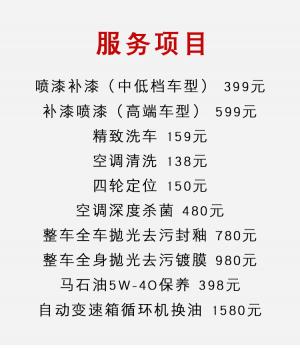 服务项目
喷漆补漆（中低档车型） 399元
补漆喷漆（高端车型） 599元
精致洗车 159元
空调清洗 138元
四轮定位 150元
空调深度杀菌 480元
整车全车抛光去污封釉 780元
整车全身抛光去污镀膜 980元
马石油5W-40保养 398元
自动变速箱循环机换油 1580元